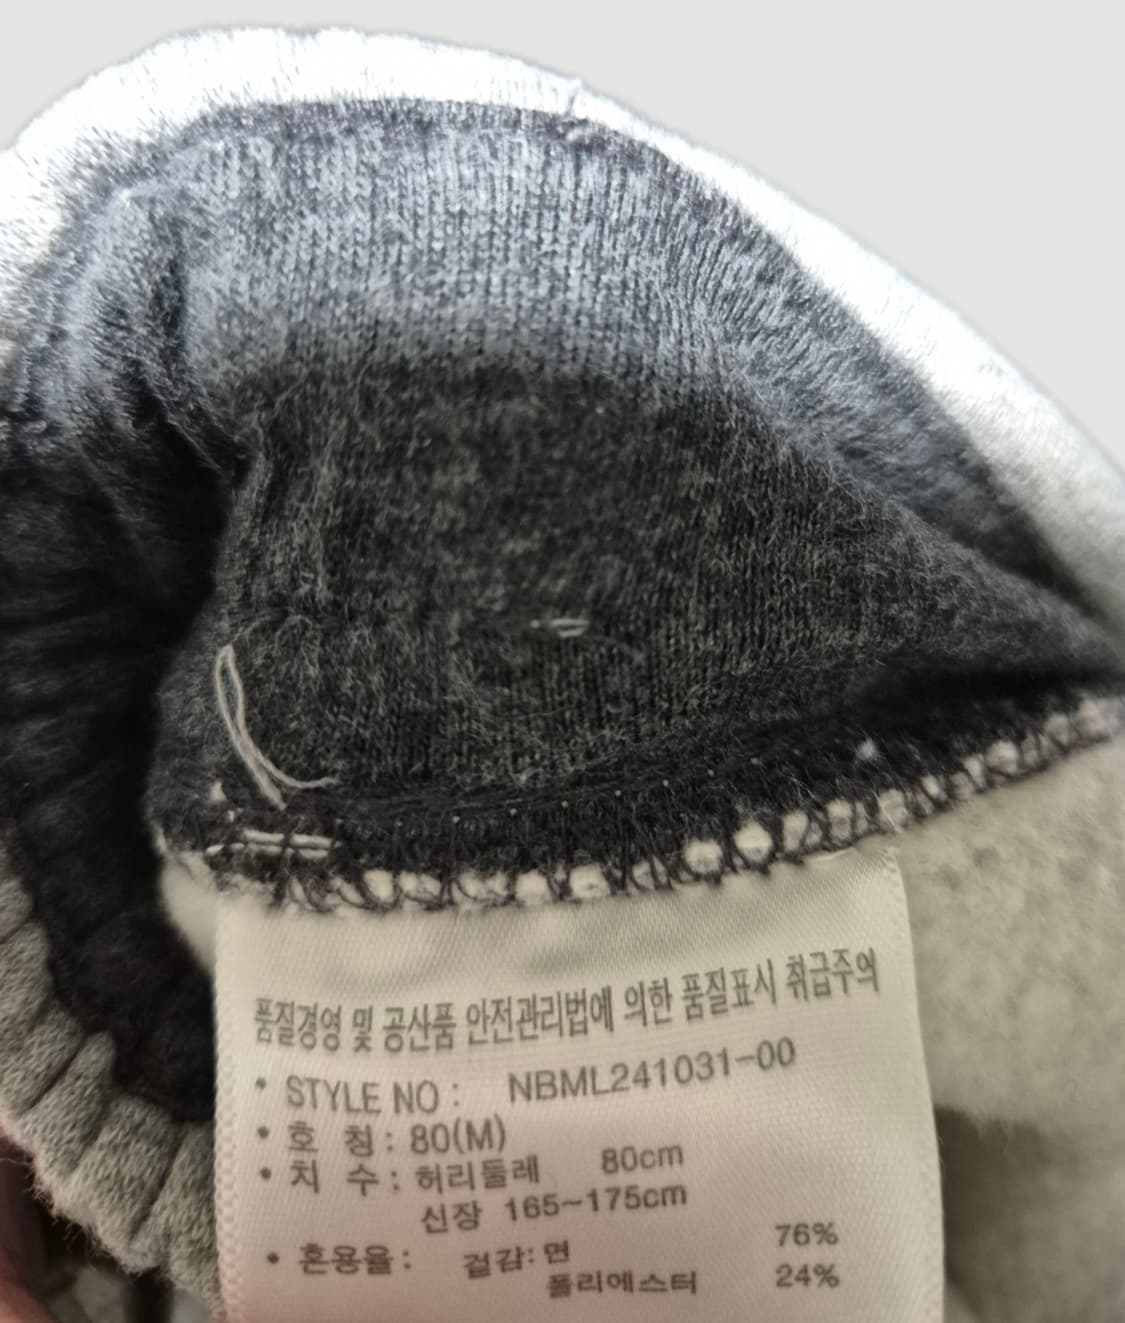 품질경영 및 공산품 안전관리법에 의한 품질표시 취급주의
• STYLE NO : NBML241031-00
• 호 칭 : 80(M)
• 치 수 : 허리둘레 80cm
신장 165~175cm
• 혼용율 : 겉감: 면 76%
폴리에스터 24%